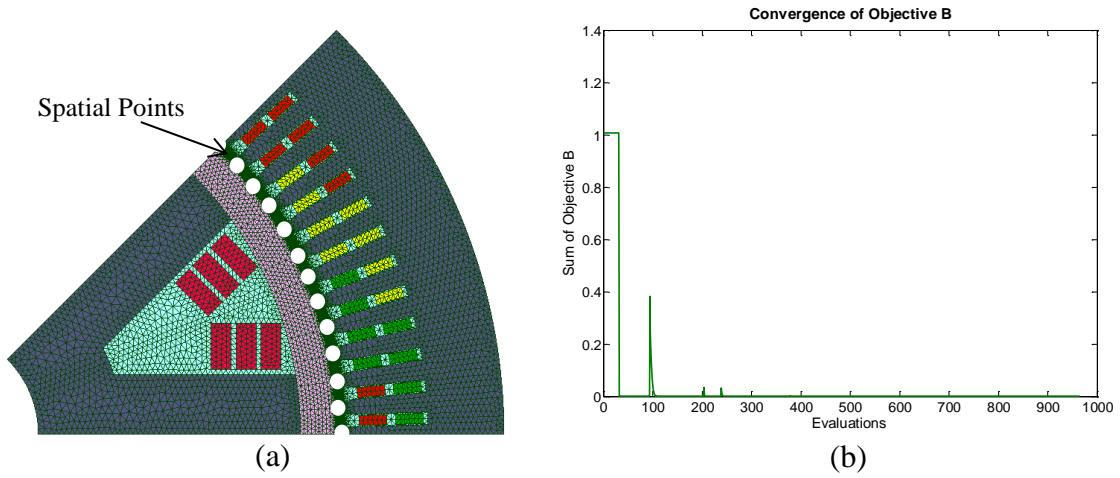 Spatial Points
(a)
Convergence of Objective B
Sum of Objective B
1.4
1.2
1
0.8
0.6
0.4
0.2
0
0 100 200 300 400 500 600 700 800 900 1000
Evaluations
(b)